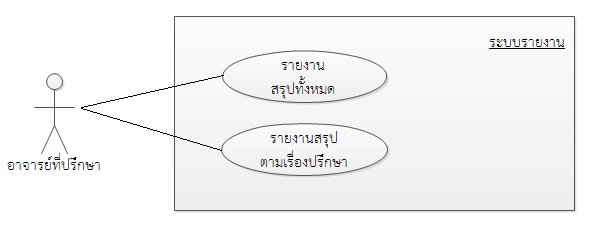 ระบบรายงาน
รายงาน
สรุปทั้งหมด
รายงานสรุป
ตามเรื่องปรึกษา
อาจารย์ที่ปรึกษา